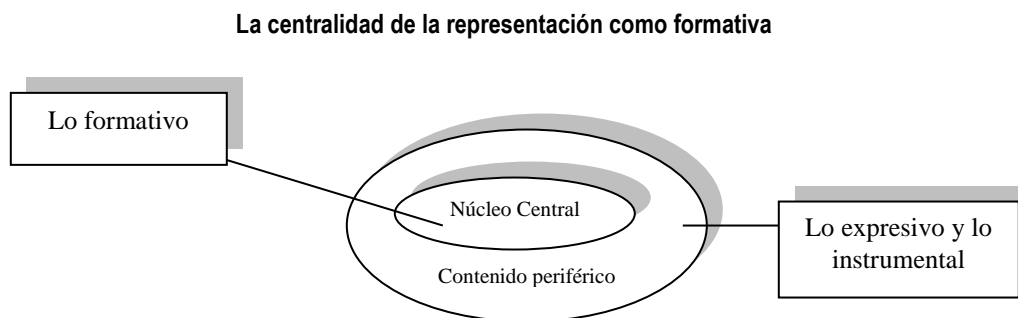 La centralidad de la representación como formativa
Lo formativo
Núcleo Central
Lo expresivo y lo
instrumental
Contenido periférico